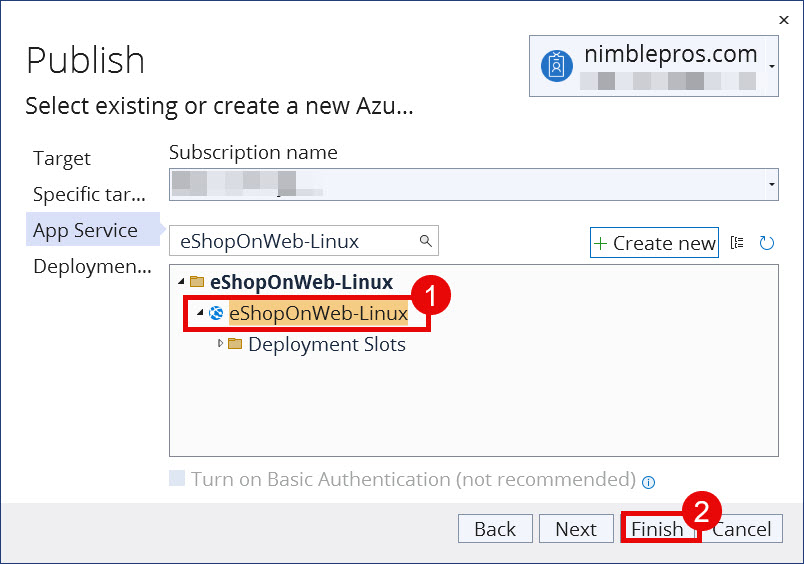 Publish
nimblepros.com
Select existing or create a new Azu...
Target
Specific tar...
App Service
Deploymen...
Subscription name
eShopOnWeb-Linux
+ Create new
eShopOnWeb-Linux
1
eShopOnWeb-Linux
Deployment Slots
Turn on Basic Authentication (not recommended)
2
Back
Next
Finish
Cancel